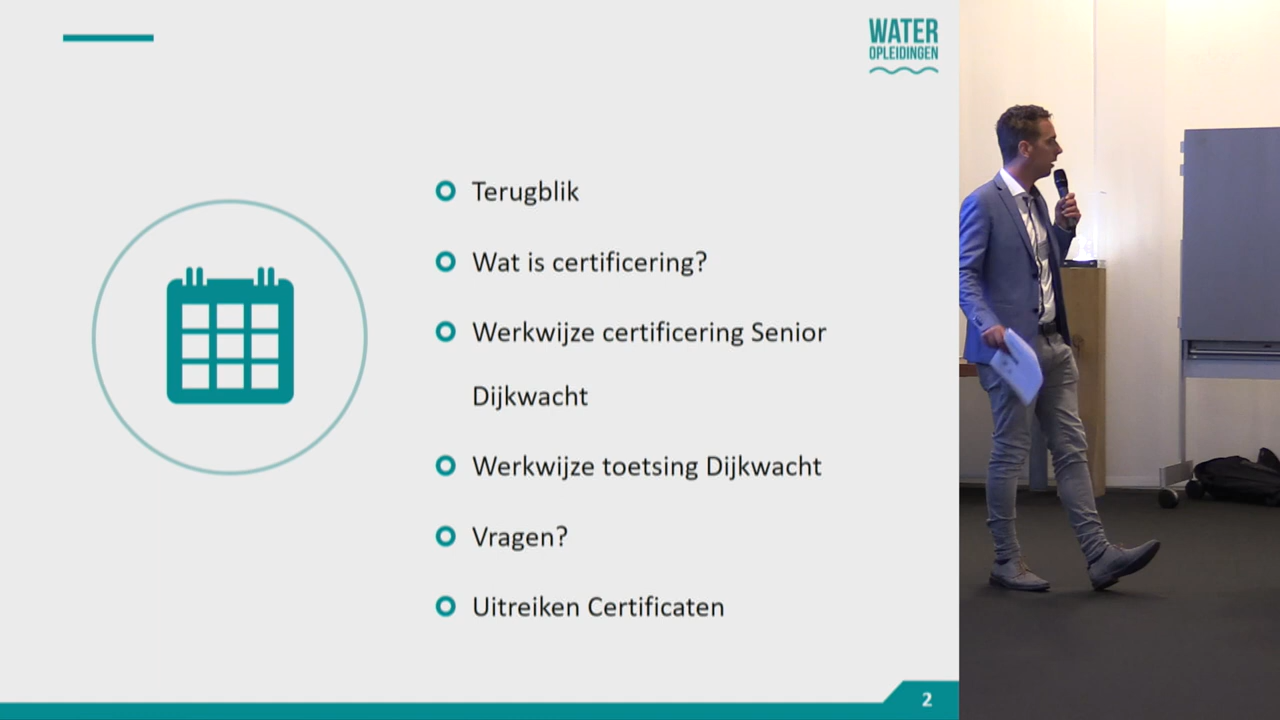 WATER
OPLEIDINGEN
Terugblik
Wat is certificering?
Werkwijze certificering Senior
Dijkwacht
Werkwijze toetsing Dijkwacht
Vragen?
Uitreiken Certificaten
2